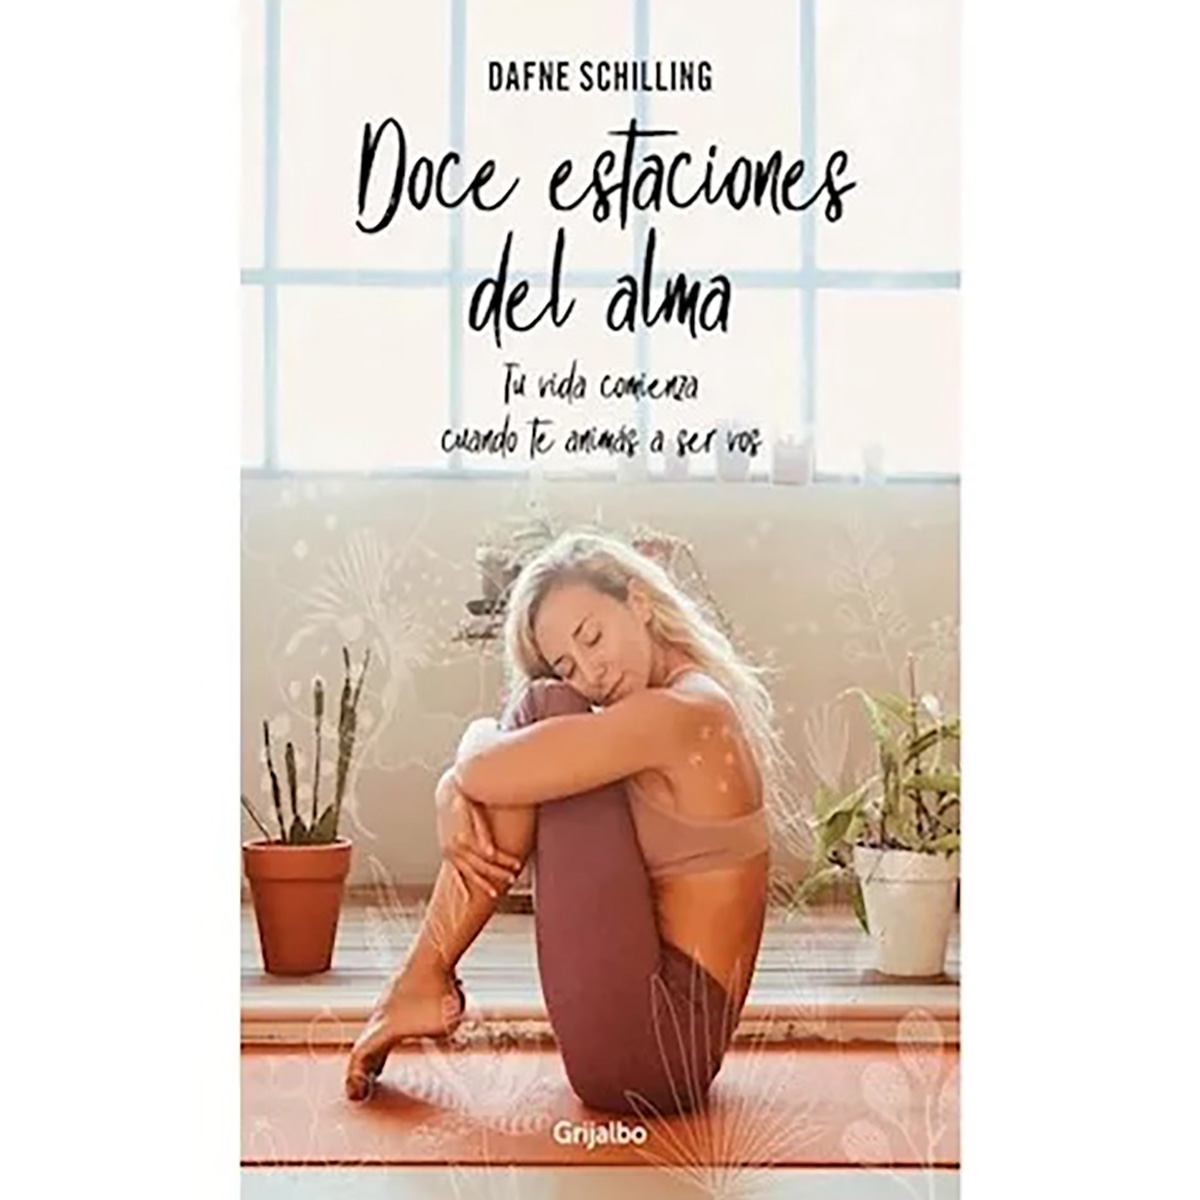 DAFNE SCHILLING
Doce estaciones
del alma
Tu vida comienza
cuando te animás a ser vos
Grijalbo